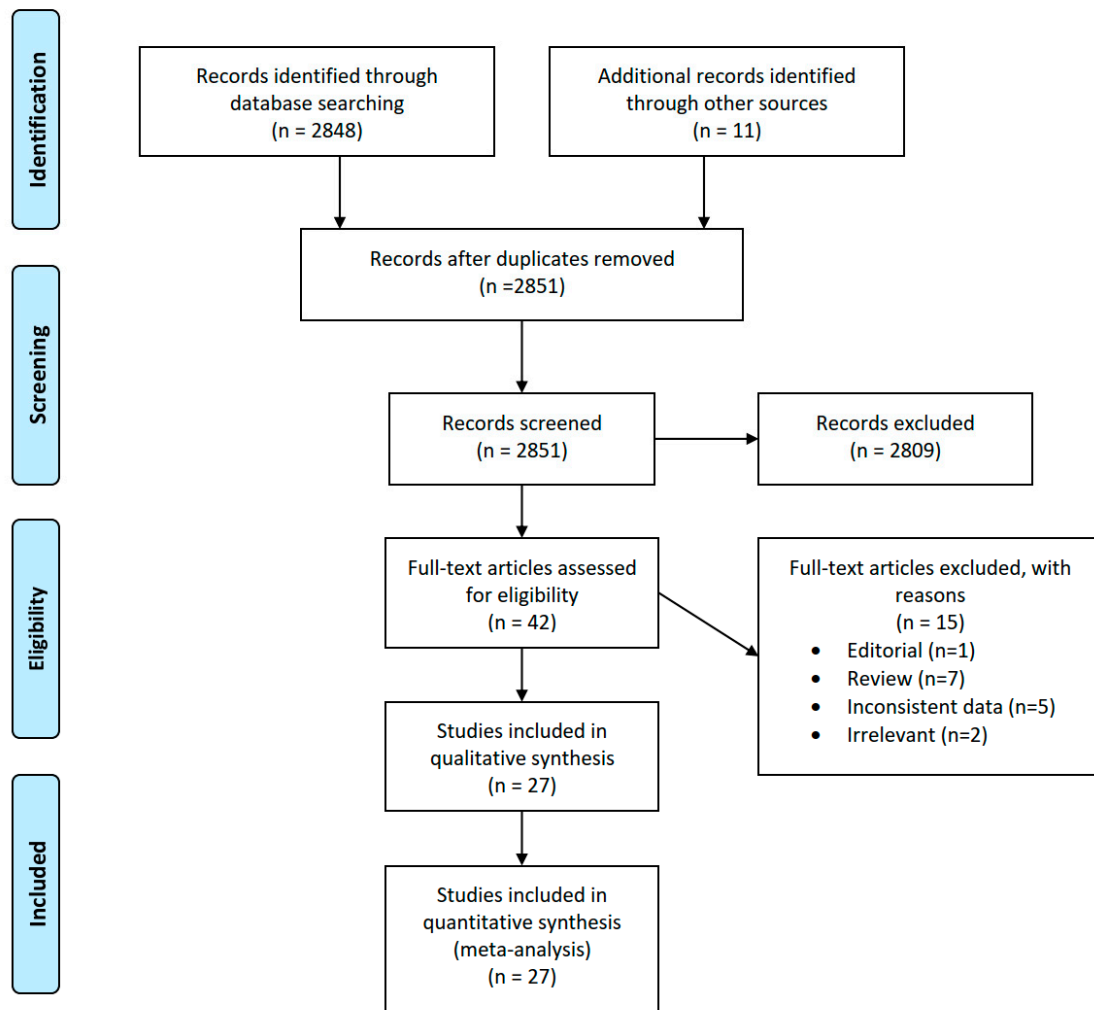 Identification
Records identified through
database searching
(n = 2848)
Additional records identified
through other sources
(n = 11)
Records after duplicates removed
(n =2851)
Screening
Records screened
(n = 2851)
Records excluded
(n = 2809)
Eligibility
Full-text articles assessed
for eligibility
(n = 42)
Full-text articles excluded, with
reasons
(n = 15)
• Editorial (n=1)
• Review (n=7)
• Inconsistent data (n=5)
• Irrelevant (n=2)
Studies included in
qualitative synthesis
(n = 27)
Included
Studies included in
quantitative synthesis
(meta-analysis)
(n = 27)